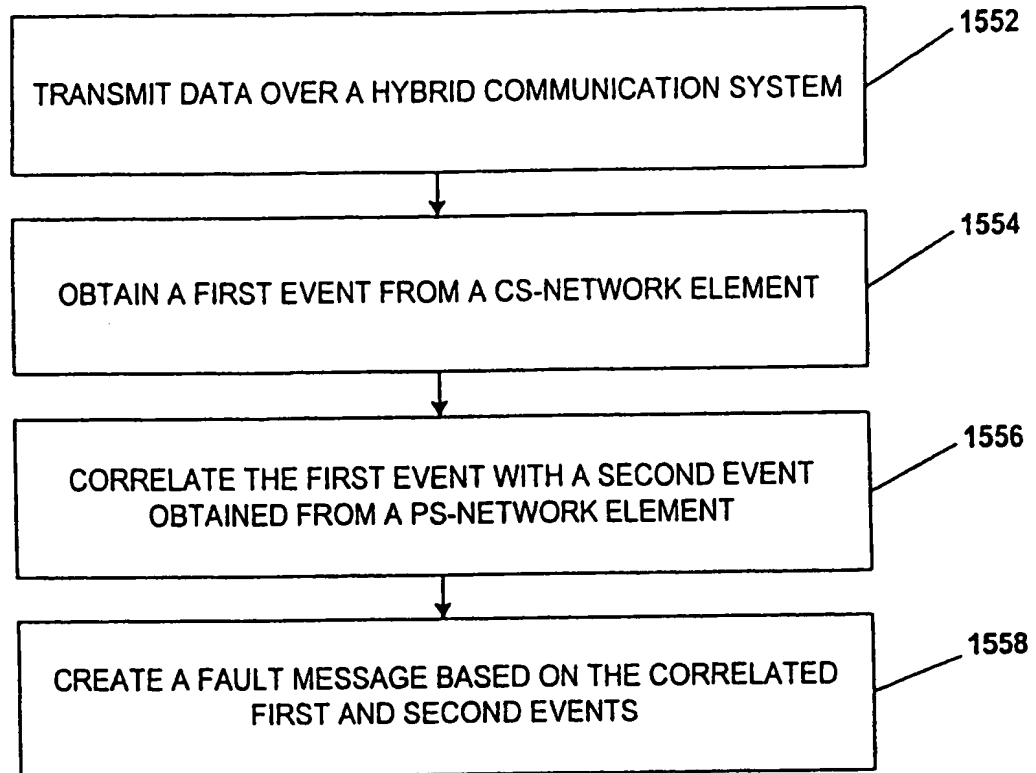 1552
TRANSMIT DATA OVER A HYBRID COMMUNICATION SYSTEM
1554
OBTAIN A FIRST EVENT FROM A CS-NETWORK ELEMENT
1556
CORRELATE THE FIRST EVENT WITH A SECOND EVENT
OBTAINED FROM A PS-NETWORK ELEMENT
1558
CREATE A FAULT MESSAGE BASED ON THE CORRELATED
FIRST AND SECOND EVENTS